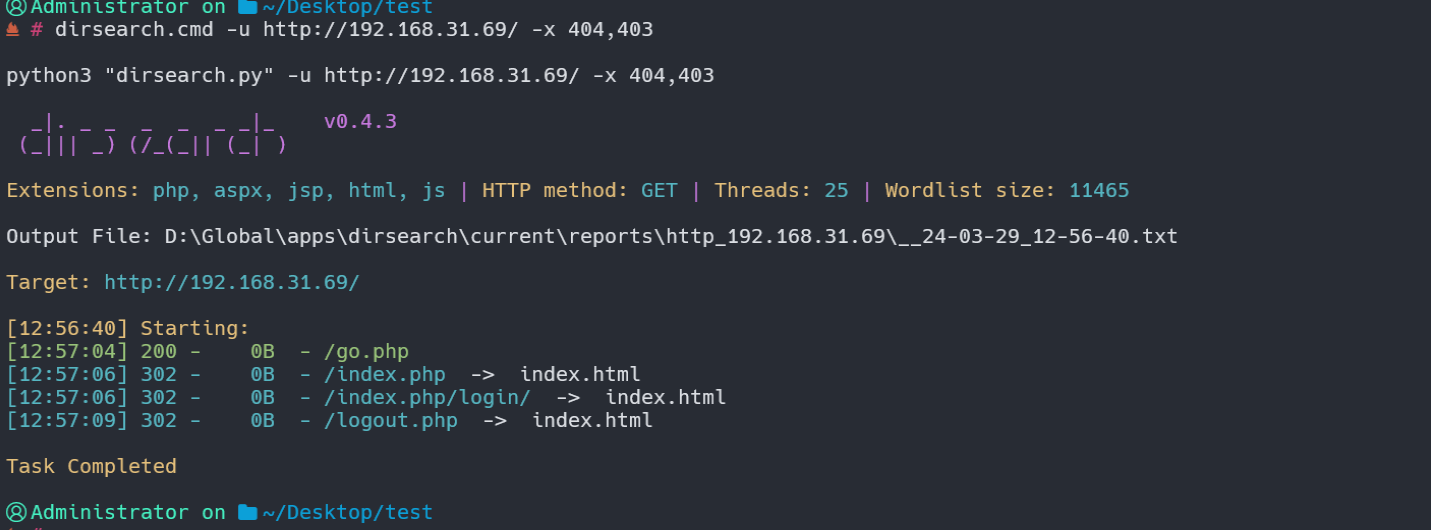 Administrator on ~/Desktop/test
# dirsearch.cmd -u http://192.168.31.69/ -x 404,403
python3 "dirsearch.py" -u http://192.168.31.69/ -x 404,403
_|. _ _  _  _  _ _|_    v0.4.3
(_||| _) (/_(_|| (_| )
Extensions: php, aspx, jsp, html, js | HTTP method: GET | Threads: 25 | Wordlist size: 11465
Output File: D:\Global\apps\dirsearch\current\reports\http_192.168.31.69\__24-03-29_12-56-40.txt
Target: http://192.168.31.69/
[12:56:40] Starting:
[12:57:04] 200 -    0B  - /go.php
[12:57:06] 302 -    0B  - /index.php  ->  index.html
[12:57:06] 302 -    0B  - /index.php/login/  ->  index.html
[12:57:09] 302 -    0B  - /logout.php  ->  index.html
Task Completed
Administrator on ~/Desktop/test